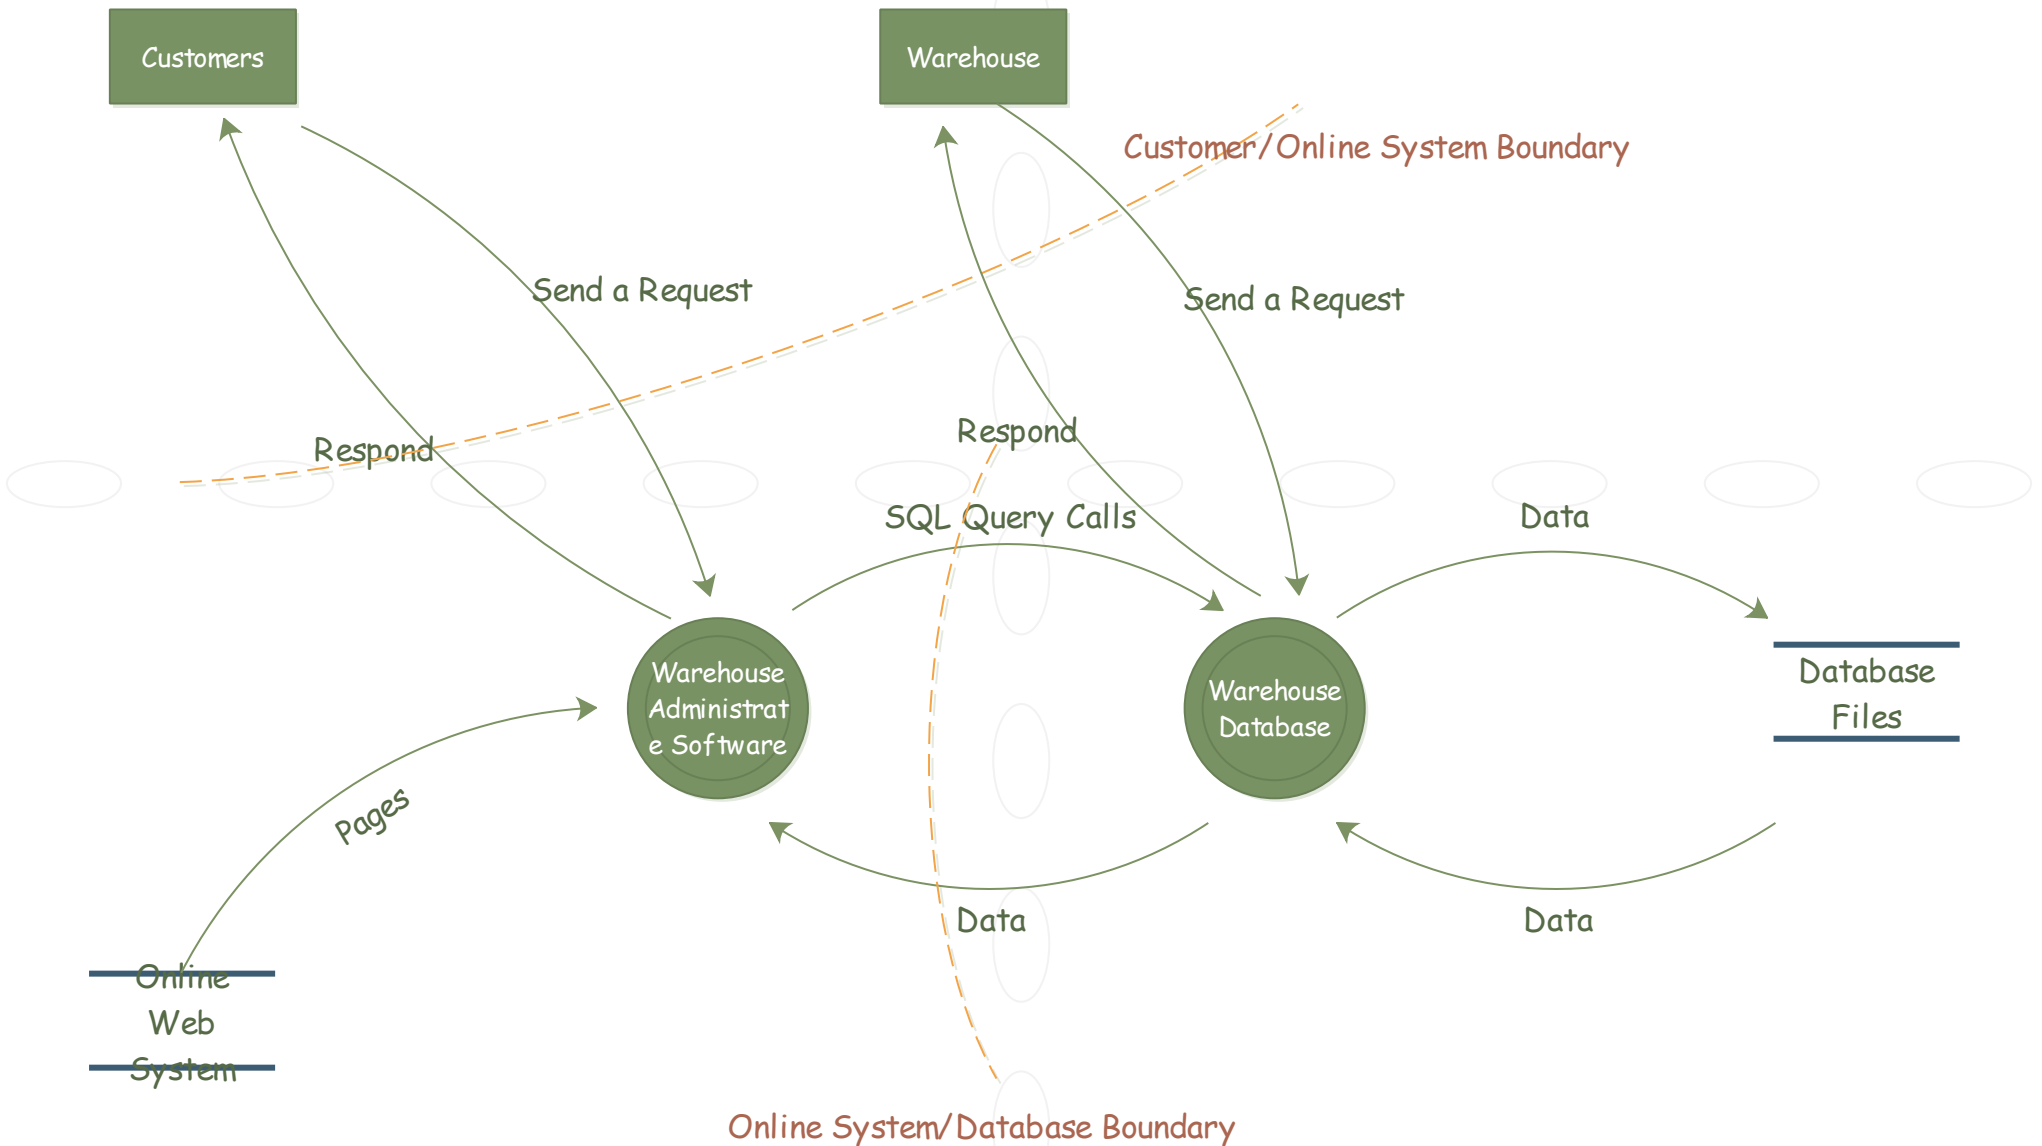 Customers
Warehouse
Customer/Online System Boundary
Send a Request
Send a Request
Respond
Respond
SQL Query Calls
Data
Warehouse
Administrat
e Software
Warehouse
Database
Database
Files
Pages
Data
Data
Online
Web
System
Online System/Database Boundary